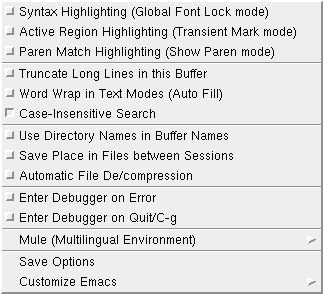 Syntax Highlighting (Global Font Lock mode)
Active Region Highlighting (Transient Mark mode)
Paren Match Highlighting (Show Paren mode)
Truncate Long Lines in this Buffer
Word Wrap in Text Modes (Auto Fill)
Case-Insensitive Search
Use Directory Names in Buffer Names
Save Place in Files between Sessions
Automatic File De/compression
Enter Debugger on Error
Enter Debugger on Quit/C-g
Mule (Multilingual Environment)
Save Options
Customize Emacs